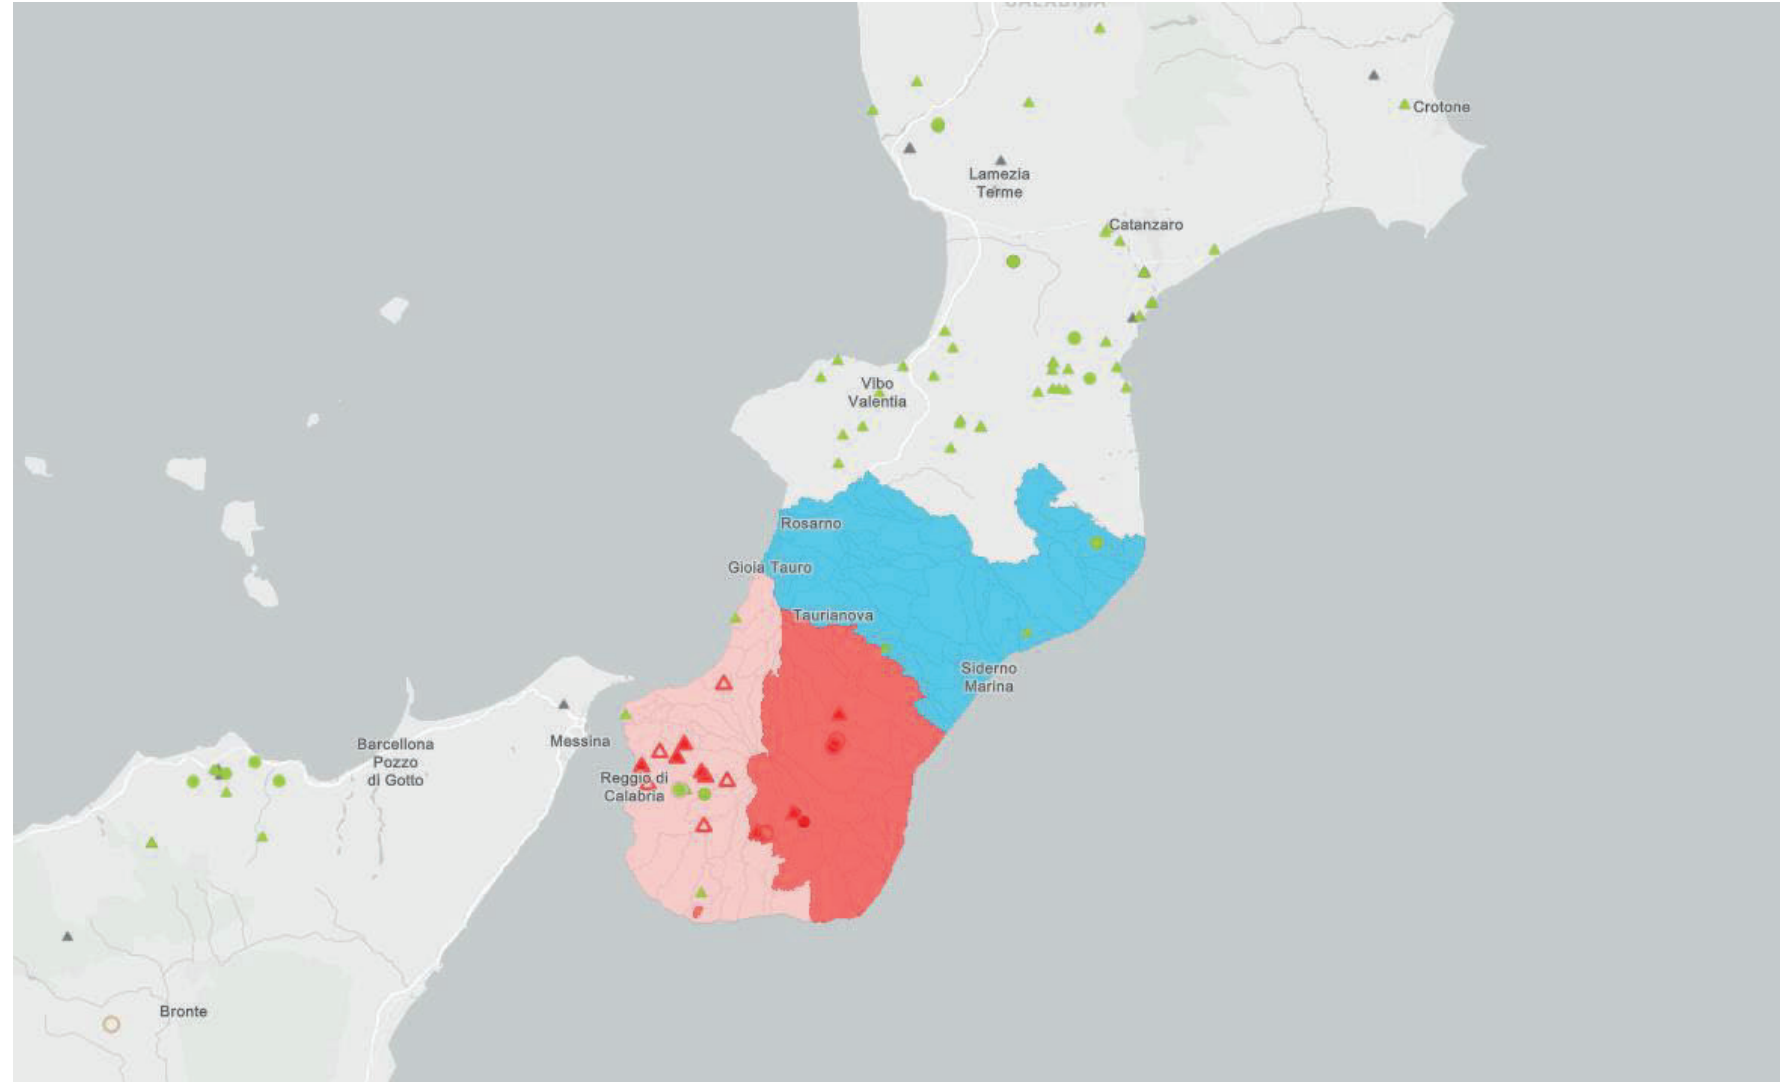 CALABRIA
Crotone
Lamezia
Terme
Catanzaro
Vibo
Valentia
Rosarno
Gioia Tauro
Taurianova
Siderno
Marina
Messina
Barcellona
Pozzo
di Gotto
Reggio di
Calabria
Bronte